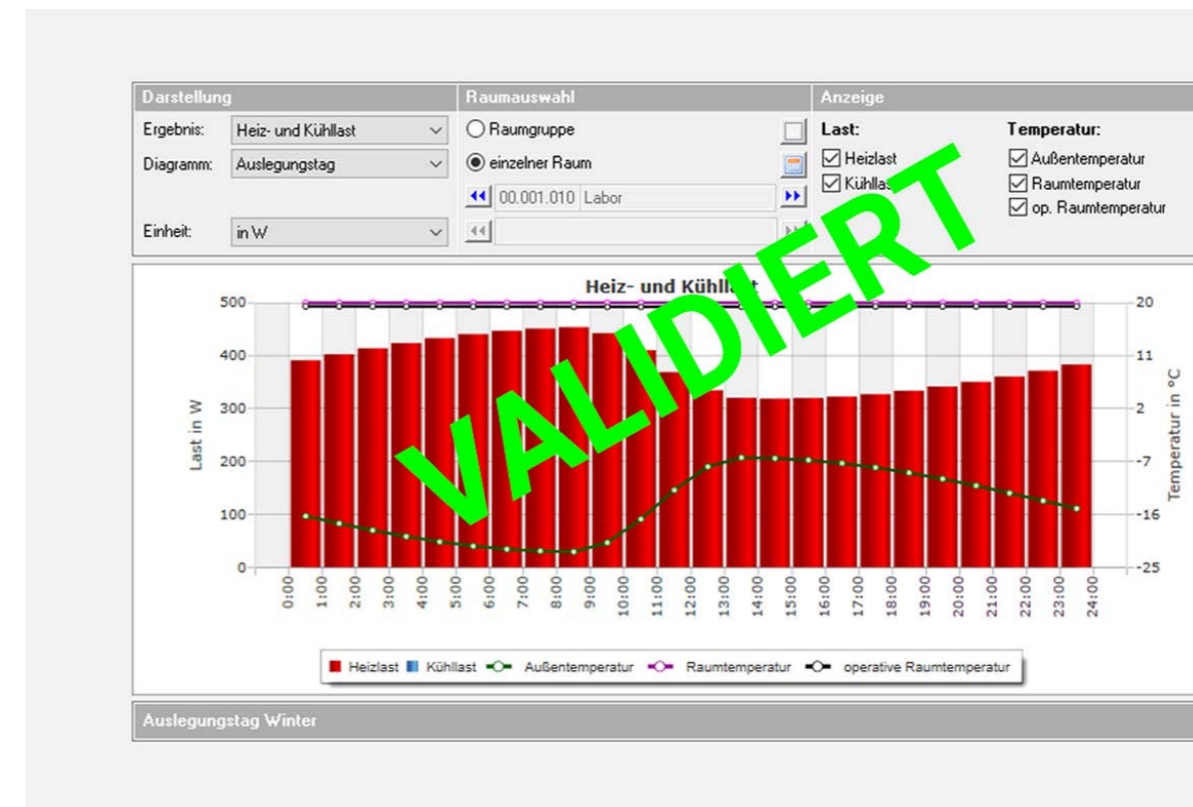 Darstellung
Ergebnis: Heiz- und Kühllast
Diagramm: Auslegungstag
Einheit: in W
Raumauswahl
Raumgruppe
einzelner Raum
00.001.010 Labor
Anzeige
Last:
Heizlast
Kühllast
Temperatur:
Außentemperatur
Raumtemperatur
op. Raumtemperatur
VALIDIERT
Heiz- und Kühllast
Last in W
500
400
300
200
100
0
Temperatur in °C
20
11
2
-7
-16
-25
0:00 1:00 2:00 3:00 4:00 5:00 6:00 7:00 8:00 9:00 10:00 11:00 12:00 13:00 14:00 15:00 16:00 17:00 18:00 19:00 20:00 21:00 22:00 23:00 24:00
Heizlast Kühllast Außentemperatur Raumtemperatur operative Raumtemperatur
Auslegungstag Winter